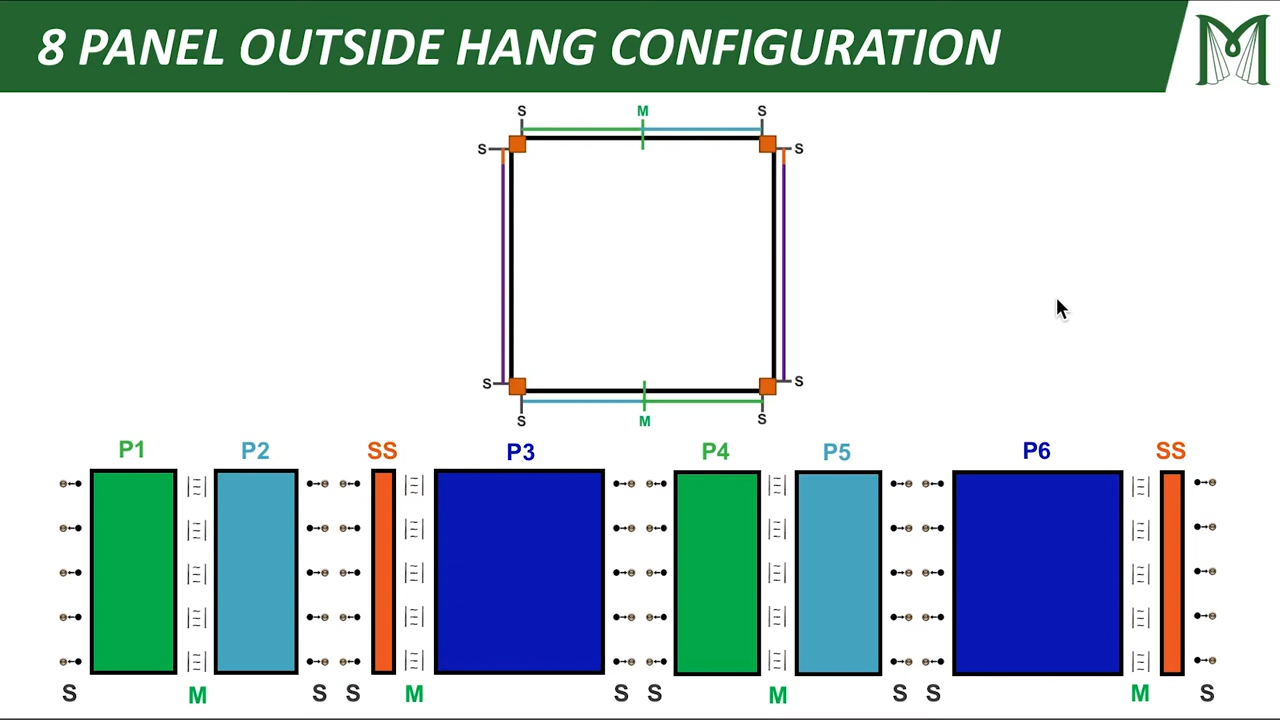 8 PANEL OUTSIDE HANG CONFIGURATION
M
S M S
S S
S S
S M S
P1 P2 SS P3 P4 P5 P6 SS
S M S S M S S M S S M S